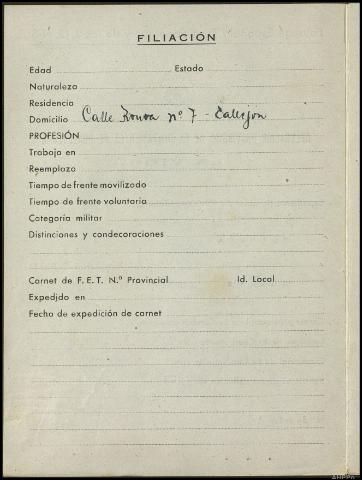 FILIACIÓN
Edad Estado
Naturaleza
Residencia
Domicilio Calle Ronda nº 7 - Callejon
PROFESIÓN
Trabaja en
Reemplazo
Tiempo de frente movilizado
Tiempo de frente voluntario
Categoría militar
Distinciones y condecoraciones
Carnet de F. E. T. N.º Provincial Id. Local
Expedido en
Fecha de expedición de carnet
AHPPo